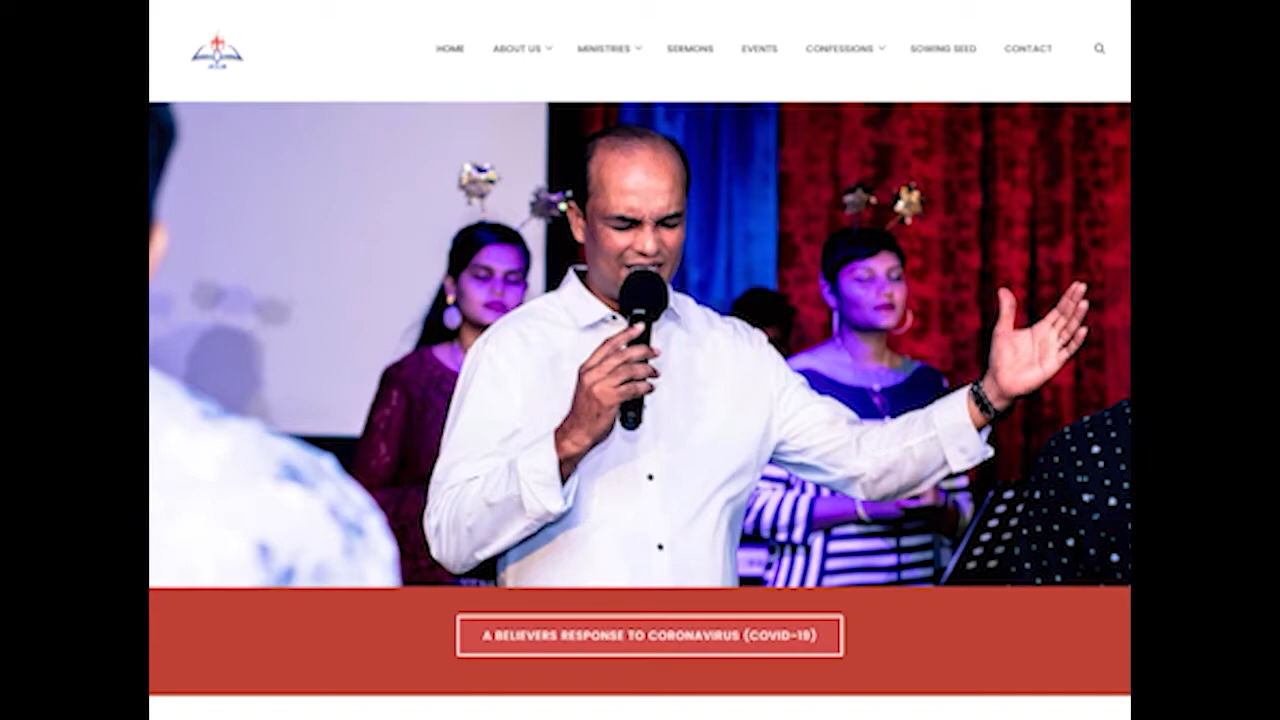 HOME ABOUT US MINISTRIES SERMONS EVENTS CONFESSIONS SOWING SEED CONTACT
A BELIEVERS RESPONSE TO CORONAVIRUS (COVID-19)